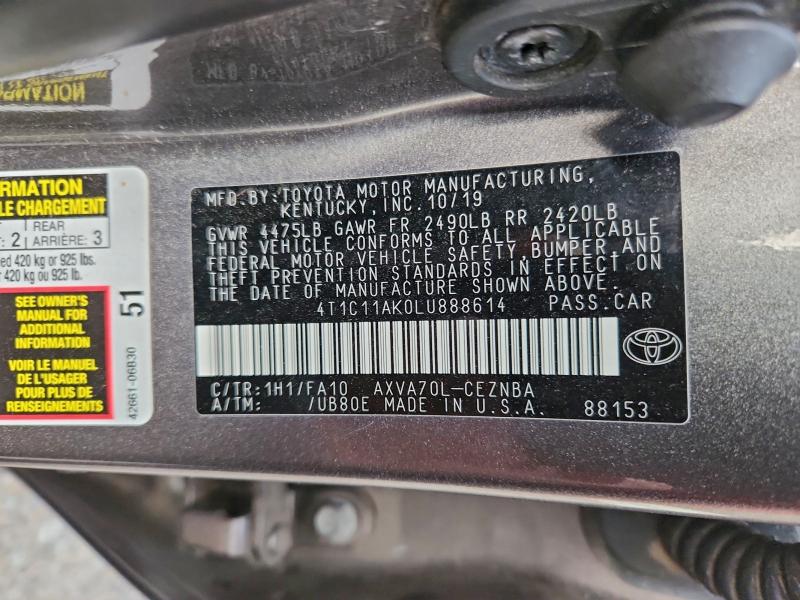 MFD.BY:TOYOTA MOTOR MANUFACTURING,
KENTUCKY, INC. 10/19
GVWR 4475LB GAWR FR 2490LB RR 2420LB
THIS VEHICLE CONFORMS TO ALL APPLICABLE
FEDERAL MOTOR VEHICLE SAFETY, BUMPER, AND
THEFT PREVENTION STANDARDS IN EFFECT ON
THE DATE OF MANUFACTURE SHOWN ABOVE.
4T1C11AK0LU888614 PASS.CAR
C/TR:1H1/FA10 AXVA70L-CEZNBA
A/TM: /UB80E MADE IN U.S.A. 88153
RMATION
LE CHARGEMENT
REAR
2 ARRIÈRE: 3
ed 420 kg or 925 lbs.
r 420 kg ou 925 lb.
SEE OWNER'S
MANUAL FOR
ADDITIONAL
INFORMATION
VOIR LE MANUEL
DE L'USAGER
POUR PLUS DE
RENSEIGNEMENTS
51
42661-06B30